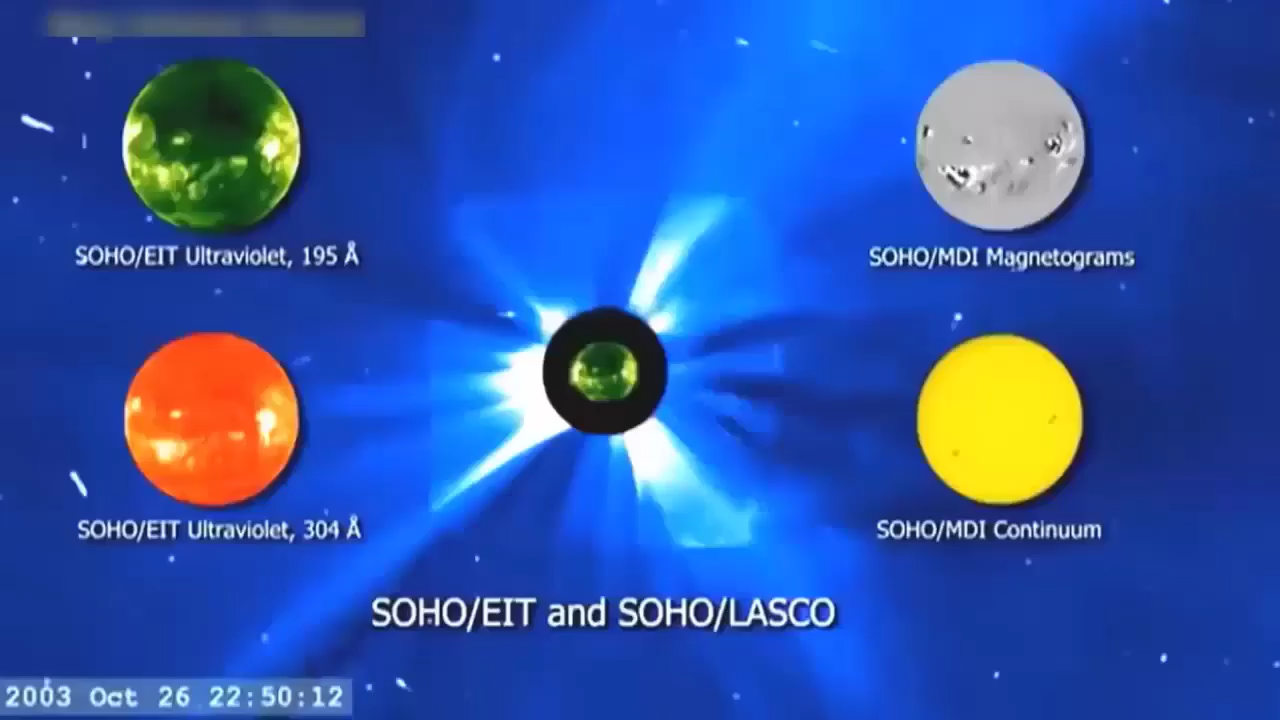 SOHO/EIT Ultraviolet, 195 Å
SOHO/MDI Magnetograms
SOHO/EIT Ultraviolet, 304 Å
SOHO/MDI Continuum
SOHO/EIT and SOHO/LASCO
2003 Oct 26 22:50:12